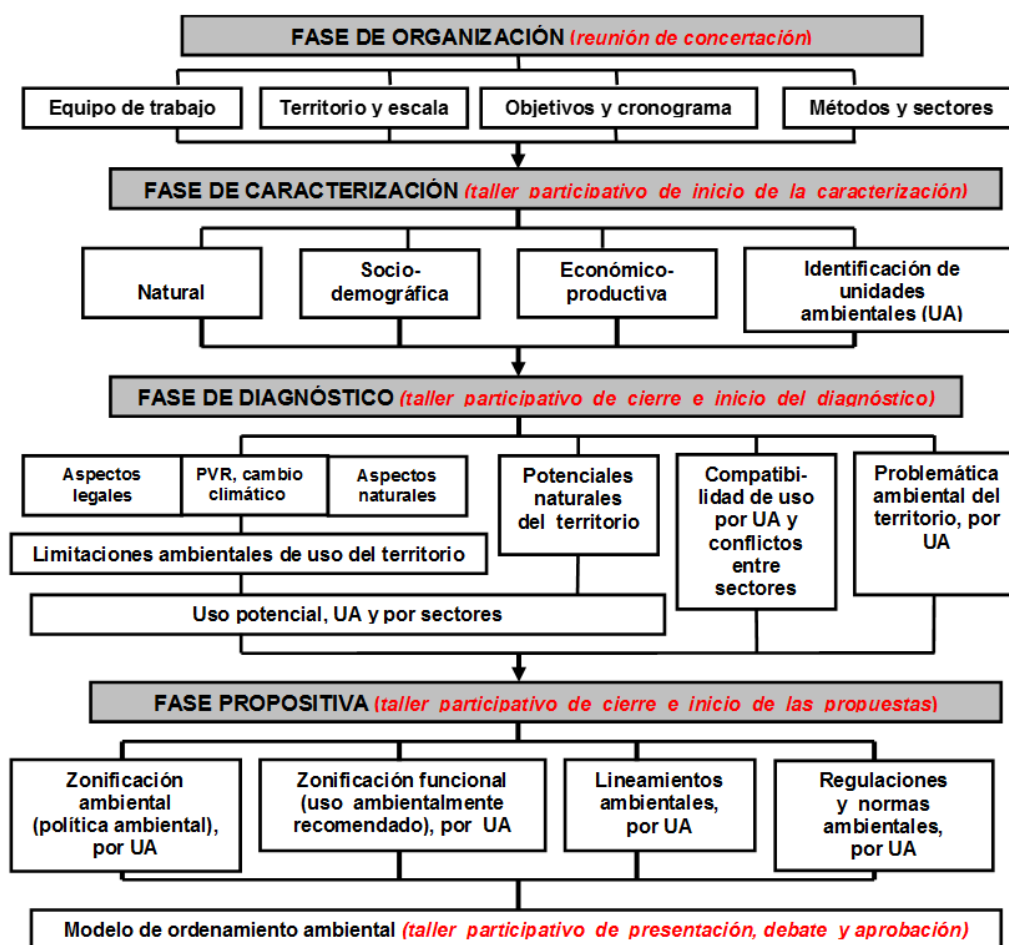 FASE DE ORGANIZACIÓN (reunión de concertación)
Equipo de trabajo
Territorio y escala
Objetivos y cronograma
Métodos y sectores
FASE DE CARACTERIZACIÓN (taller participativo de inicio de la caracterización)
Natural
Socio-
demográfica
Económico-
productiva
Identificación de
unidades
ambientales (UA)
FASE DE DIAGNÓSTICO (taller participativo de cierre e inicio del diagnóstico)
Aspectos
legales
PVR, cambio
climático
Aspectos
naturales
Potenciales
naturales
del territorio
Compatibi-
lidad de uso
por UA y
conflictos
entre
sectores
Problemática
ambiental del
territorio, por
UA
Limitaciones ambientales de uso del territorio
Uso potencial, UA y por sectores
FASE PROPOSITIVA (taller participativo de cierre e inicio de las propuestas)
Zonificación
ambiental
(política ambiental),
por UA
Zonificación funcional
(uso ambientalmente
recomendado), por UA
Lineamientos
ambientales,
por UA
Regulaciones
y normas
ambientales,
por UA
Modelo de ordenamiento ambiental (taller participativo de presentación, debate y aprobación)